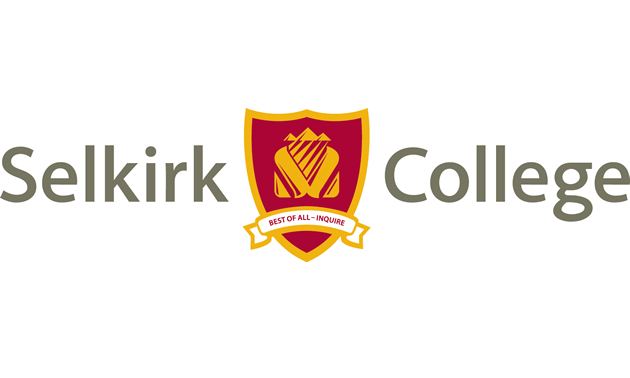 Selkirk College
BEST OF ALL – INQUIRE